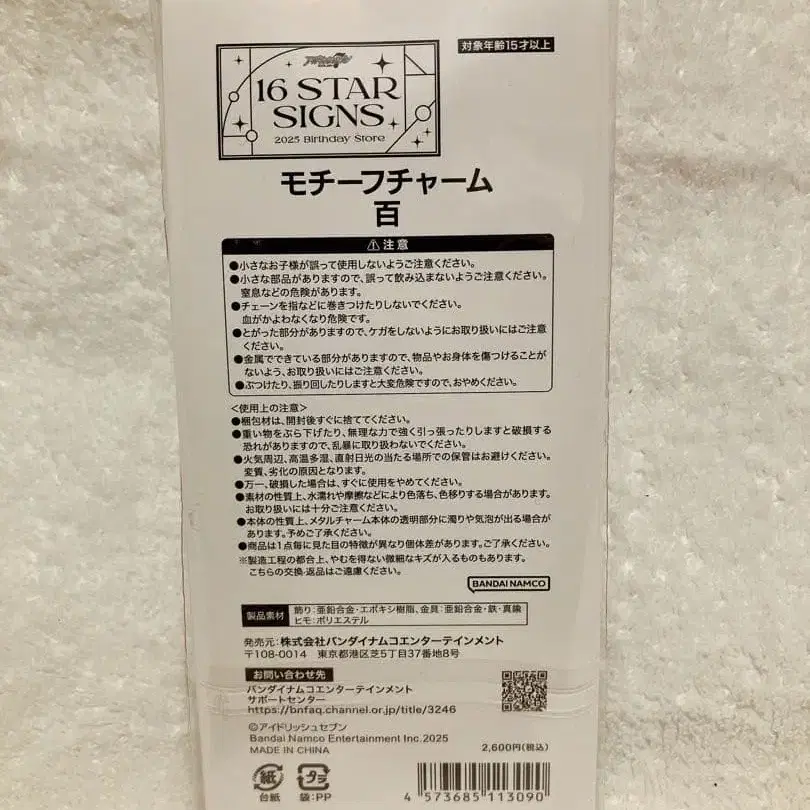 対象年齢15才以上
16 STAR
SIGNS
2025 Birthday Store
モチーフチャーム
百
⚠注意
●小さなお子様が誤って使用しないようご注意ください。
●小さな部品がありますので、誤って飲み込まないようご注意ください。
窒息などの危険があります。
●チェーンを指などに巻きつけたりしないでください。
血がかよわなくなり危険です。
●とがった部分がありますので、ケガをしないようにお取り扱いにはご注意
ください。
●金属でできている部分がありますので、物品やお身体を傷つけることが
ないよう、お取り扱いにはご注意ください。
●ぶつけたり、振り回したりしますと大変危険ですので、おやめください。
<使用上の注意>
●梱包材は、開封後すぐに捨ててください。
●重い物をぶら下げたり、無理な力で強く引っ張ったりしますと破損する
恐れがありますので、乱暴に取り扱わないでください。
●火気周辺、高温多湿、直射日光の当たる場所での保管はお避けください。
変質、劣化の原因となります。
●万一、破損した場合は、すぐに使用をやめてください。
●素材の性質上、水濡れや摩擦などにより色落ち、色移りする場合があります。
お取り扱いには十分ご注意ください。
●本体の性質上、メタルチャーム本体の透明部分に濁りや気泡が出る場合が
あります。予めご了承ください。
●商品は1点毎に見た目の特徴が異なり個体差があります。ご了承ください。
※製造工程の都合上、やむを得ない微細なキズが入るものもあります。
こちらの交換・返品はご遠慮ください。
BANDAI NAMCO
製品素材
飾り:亜鉛合金・エポキシ樹脂、金具:亜鉛合金・鉄・真鍮
ヒモ:ポリエステル
発売元:株式会社バンダイナムコエンターテインメント
〒108-0014 東京都港区芝5丁目37番地8号
お問い合わせ先
バンダイナムコエンターテインメント
サポートセンター
https://bnfaq.channel.or.jp/title/3246
©アイドリッシュセブン
Bandai Namco Entertainment Inc.2025
MADE IN CHINA
2,600円(税込)
紙
台紙
プラ
袋:PP
4 573685 113090